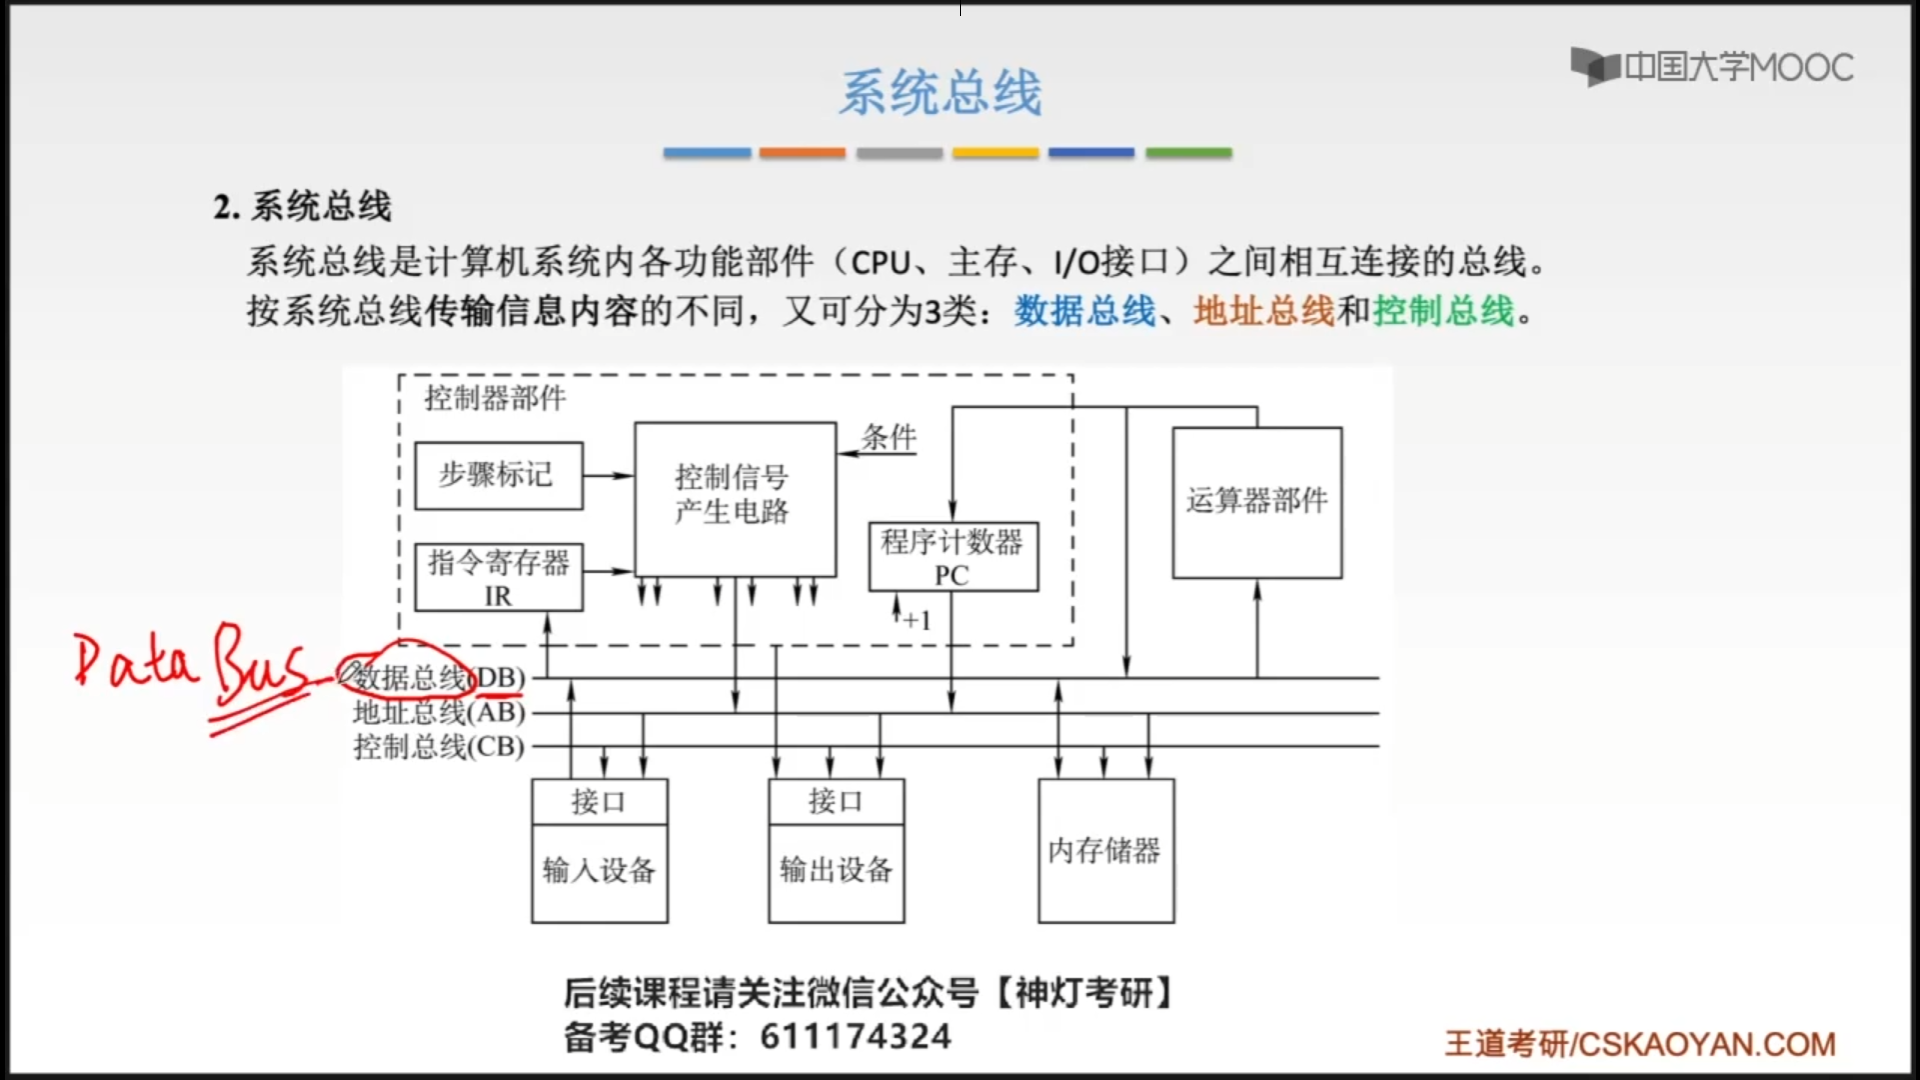 中国大学MOOC
系统总线
2. 系统总线
系统总线是计算机系统内各功能部件（CPU、主存、I/O接口）之间相互连接的总线。
按系统总线传输信息内容的不同，又可分为3类：数据总线、地址总线和控制总线。
控制器部件
步骤标记
控制信号
产生电路
条件
指令寄存器
IR
程序计数器
PC
+1
运算器部件
Data Bus
数据总线(DB)
地址总线(AB)
控制总线(CB)
接口
输入设备
接口
输出设备
内存储器
后续课程请关注微信公众号【神灯考研】
备考QQ群：611174324
王道考研/CSKAOYAN.COM